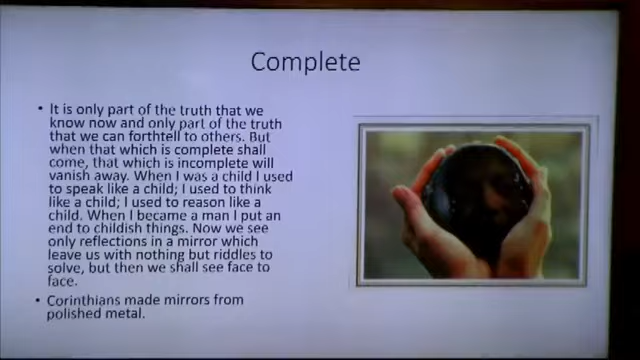 Complete
• It is only part of the truth that we
know now and only part of the truth
that we can forthtell to others. But
when that which is complete shall
come, that which is incomplete will
vanish away. When I was a child I used
to speak like a child; I used to think
like a child; I used to reason like a
child. When I became a man I put an
end to childish things. Now we see
only reflections in a mirror which
leave us with nothing but riddles to
solve, but then we shall see face to
face.
• Corinthians made mirrors from
polished metal.